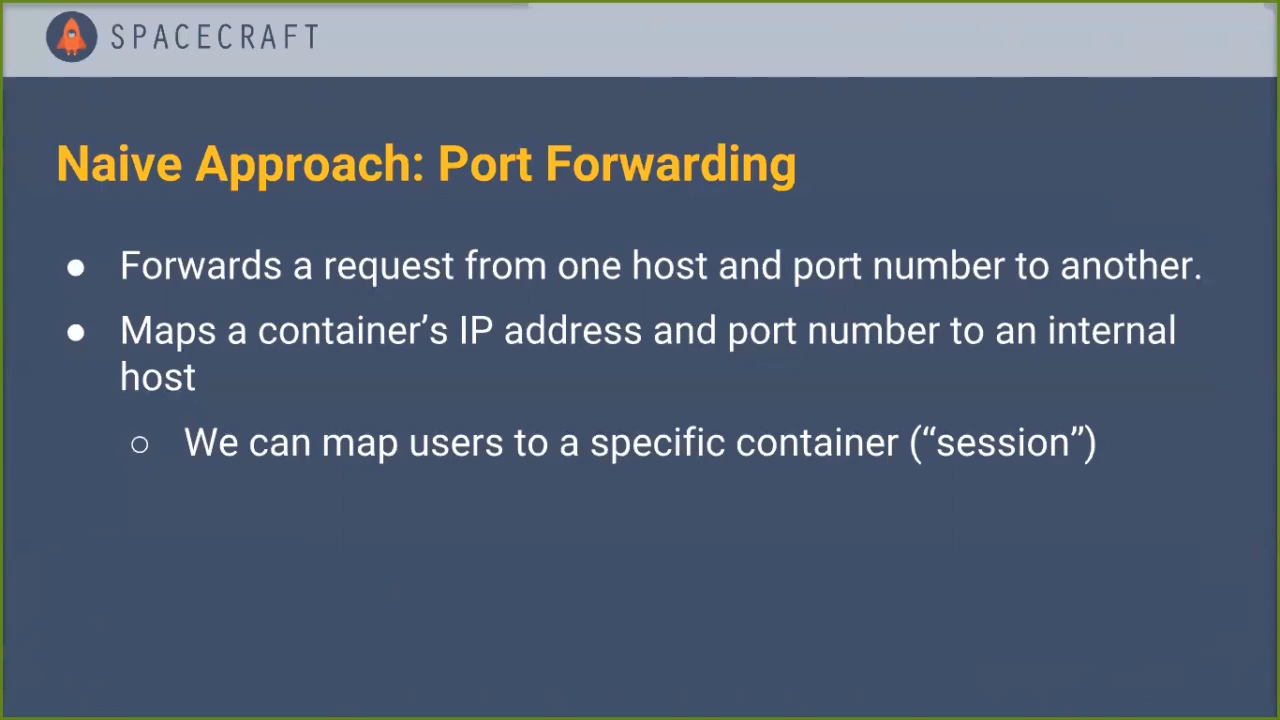 SPACECRAFT
Naive Approach: Port Forwarding
● Forwards a request from one host and port number to another.
● Maps a container’s IP address and port number to an internal
host
○ We can map users to a specific container (“session”)